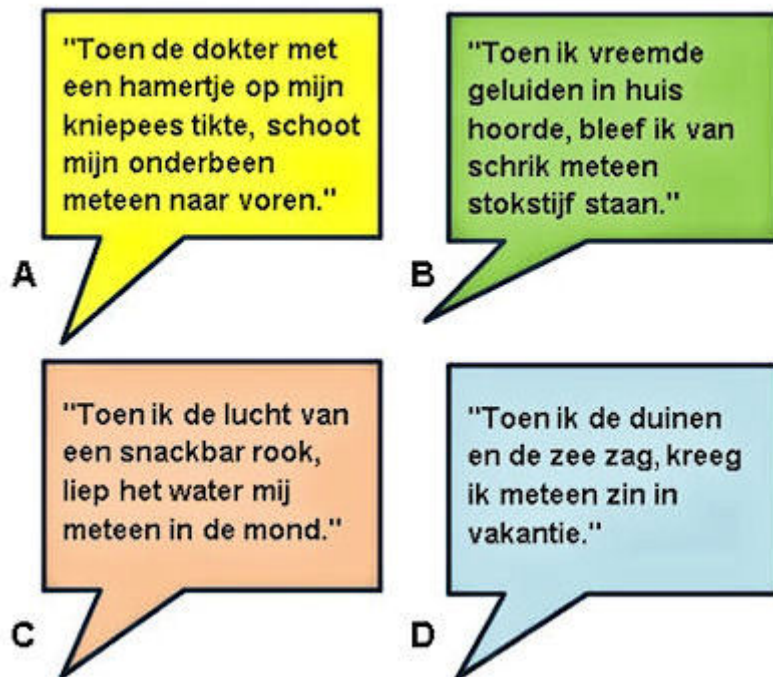 "Toen de dokter met
een hamertje op mijn
kniepees tikte, schoot
mijn onderbeen
meteen naar voren."
A
"Toen ik vreemde
geluiden in huis
hoorde, bleef ik van
schrik meteen
stokstijf staan."
B
"Toen ik de lucht van
een snackbar rook,
liep het water mij
meteen in de mond."
C
"Toen ik de duinen
en de zee zag, kreeg
ik meteen zin in
vakantie."
D